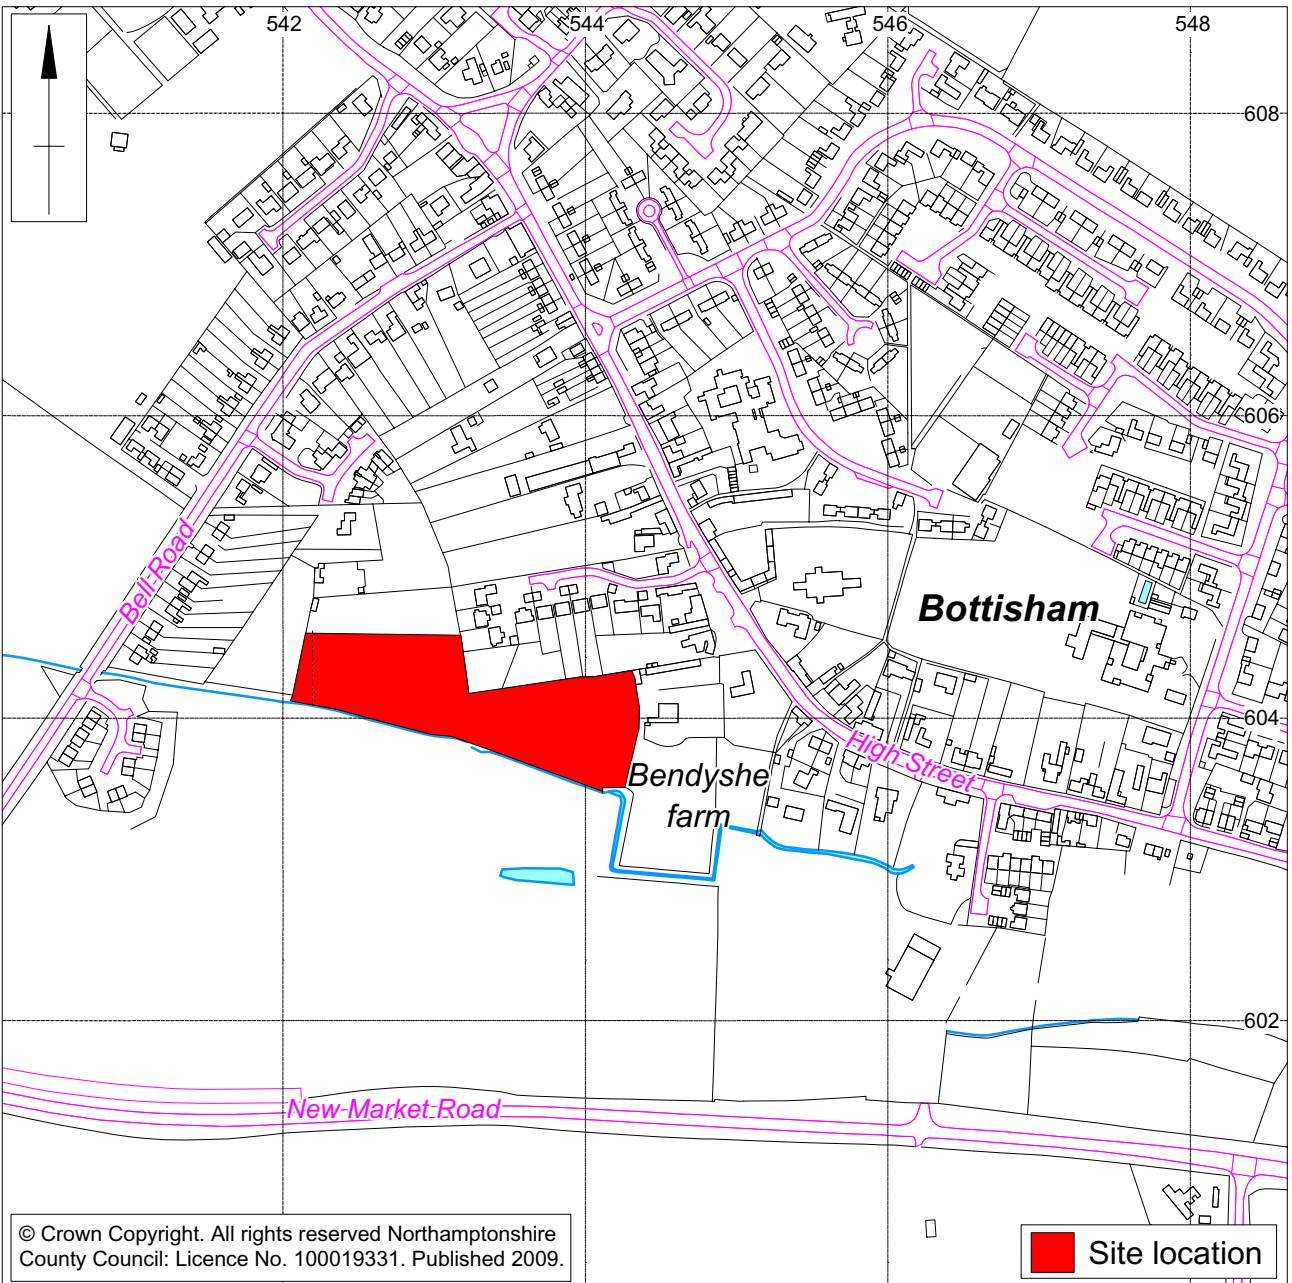 542
544
546
548
608
606
Bell Road
Bottisham
604
High Street
Bendyshe
farm
602
New Market Road
© Crown Copyright. All rights reserved Northamptonshire
County Council: Licence No. 100019331. Published 2009.
Site location